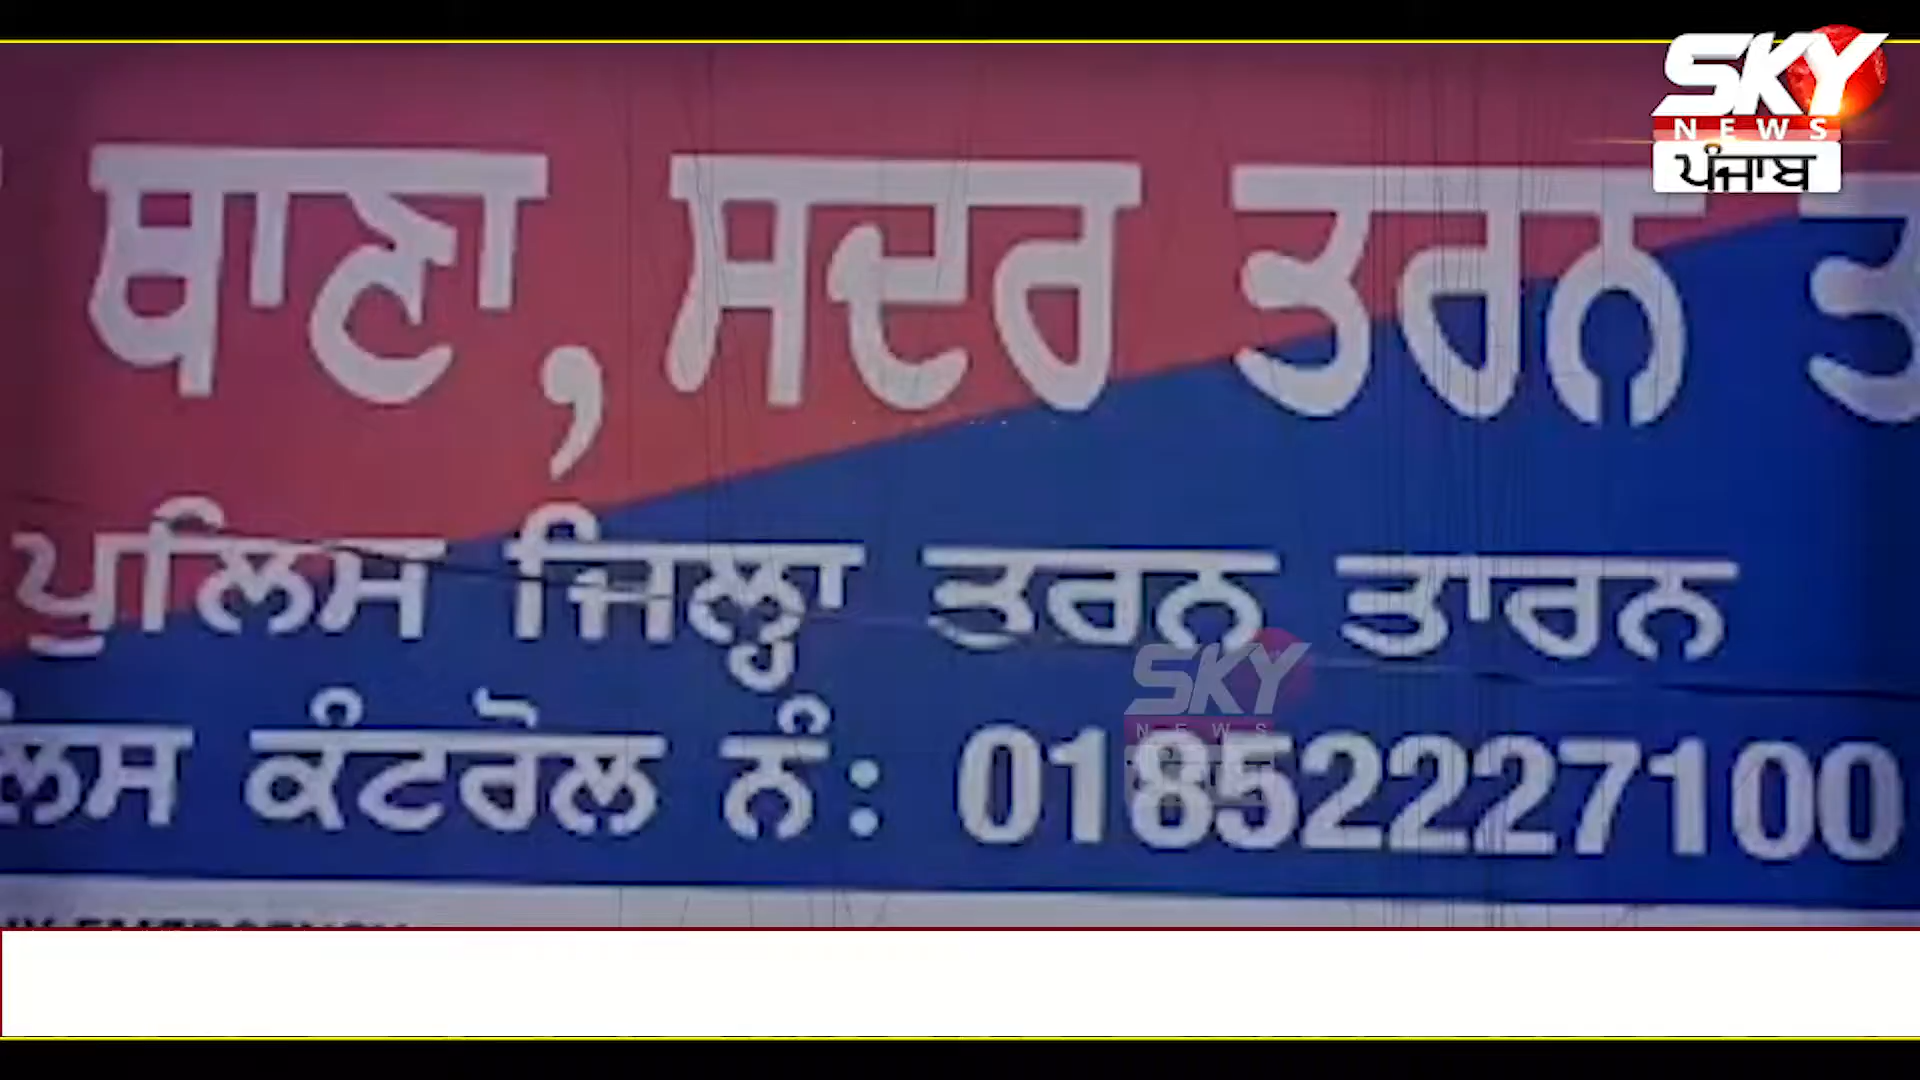 SKY
NEWS
ਪੰਜਾਬ
ਥਾਣਾ, ਸਦਰ ਤਰਨ
ਪੁਲਿਸ ਜਿਲ੍ਹਾ ਤਰਨ ਤਾਰਨ
ਕੰਟਰੋਲ ਨੰ: 01852227100
SKY
NEWS